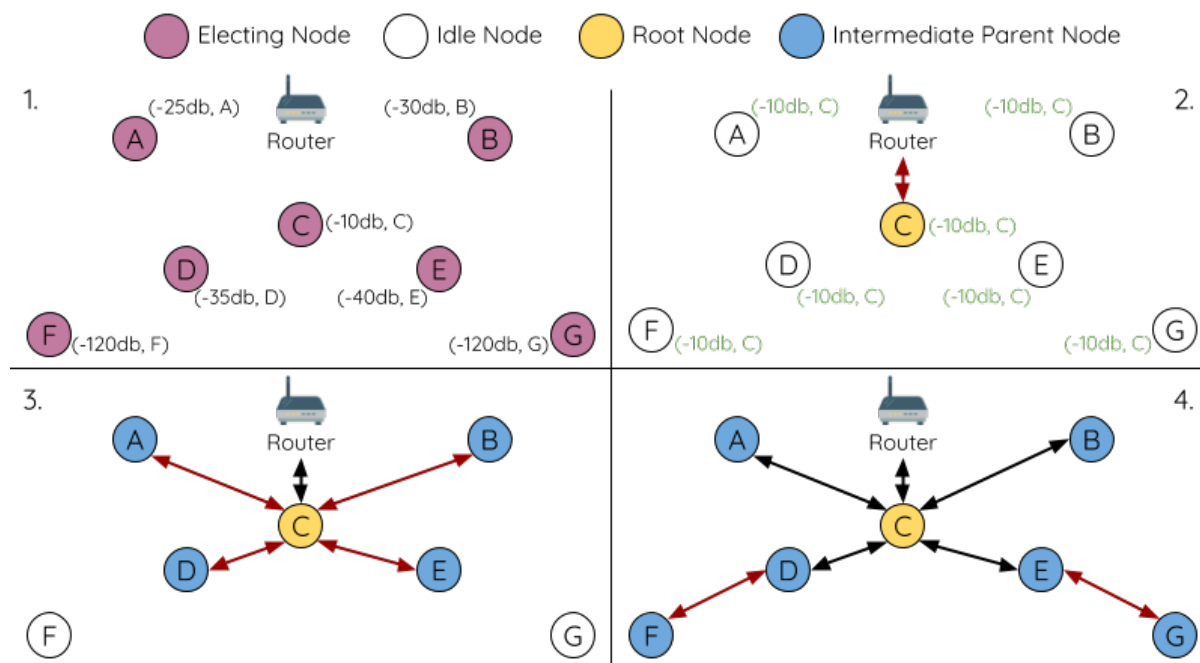 Electing Node Idle Node Root Node Intermediate Parent Node
1.
(-25db, A)
(-30db, B)
A
B
Router
C
(-10db, C)
D
E
(-35db, D)
(-40db, E)
F
(-120db, F)
(-120db, G)
G
2.
(-10db, C)
(-10db, C)
A
B
Router
C
(-10db, C)
D
E
(-10db, C)
(-10db, C)
F
(-10db, C)
(-10db, C)
G
3.
A
B
Router
C
D
E
F
G
4.
A
B
Router
C
D
E
F
G